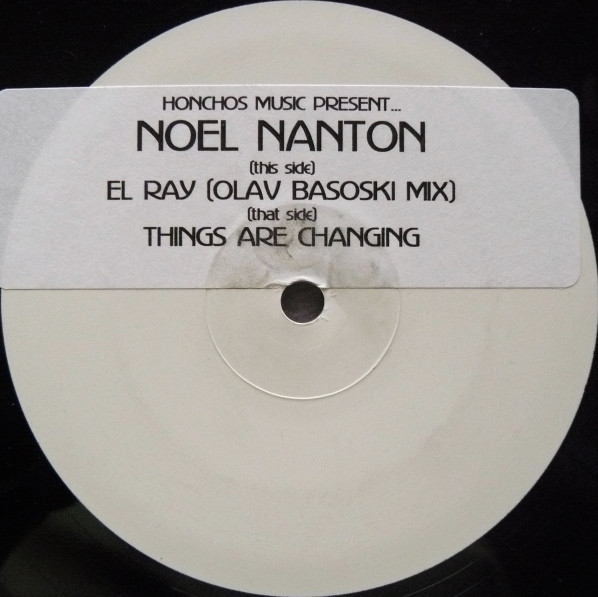 HONCHOS MUSIC PRESENT...
NOEL NANTON
(this side)
EL RAY (OLAV BASOSKI MIX)
(that side)
THINGS ARE CHANGING